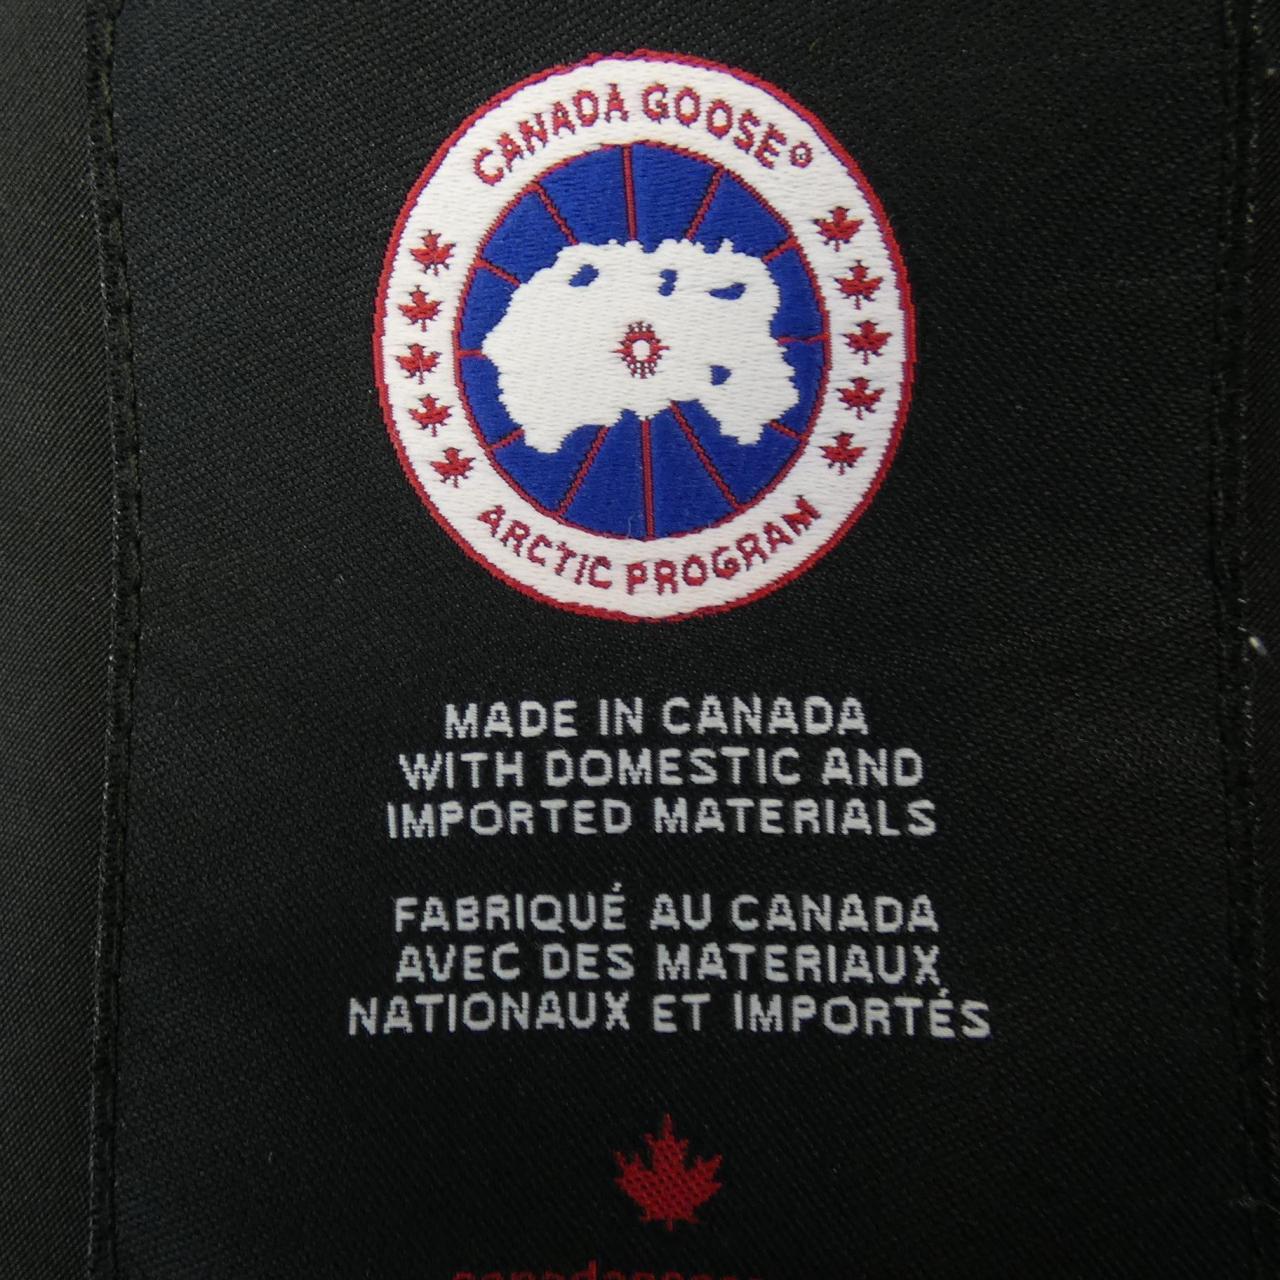 CANADA GOOSE®
ARCTIC PROGRAM
MADE IN CANADA
WITH DOMESTIC AND
IMPORTED MATERIALS
FABRIQUÉ AU CANADA
AVEC DES MATERIAUX
NATIONAUX ET IMPORTÉS